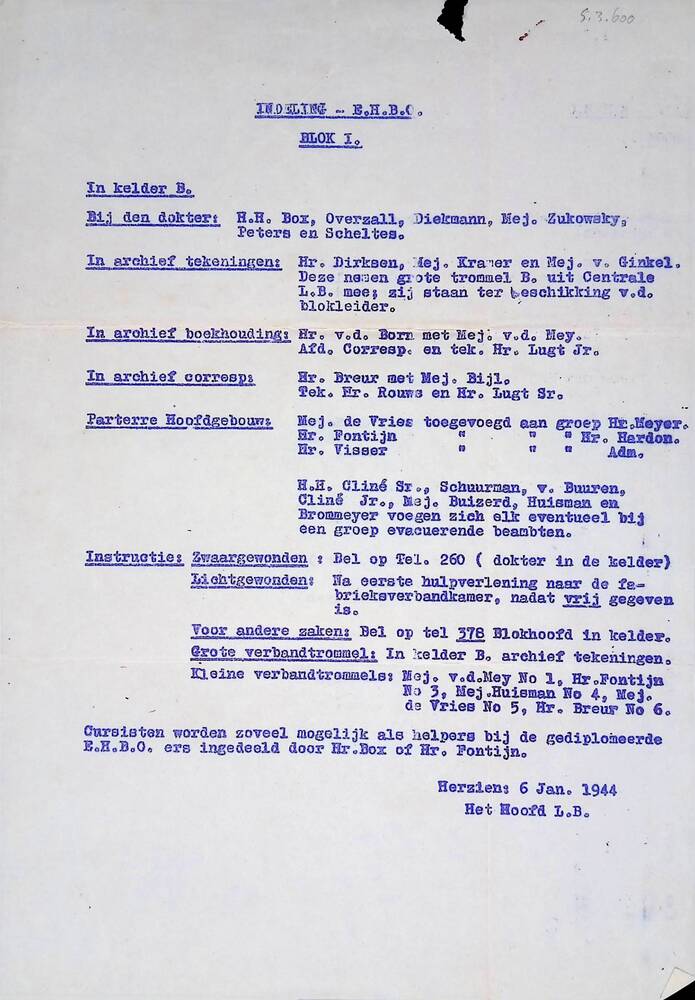 5.3.600
INDELING - E.H.B.O.
BLOK I.
In kelder B.
Bij den dokter: H.H. Box, Overzall, Diekmann, Mej. Zukowsky,
Peters en Scheltes.
In archief tekeningen: Hr. Dirksen, Mej. Kramer en Mej. v. Ginkel.
Deze nemen grote trommel B. uit Centrale
L.B. mee; zij staan ter beschikking v.d.
blokleider.
In archief boekhouding: Hr. v.d. Born met Mej. v.d. Mey.
Afd. Corresp. en tek. Hr. Lugt Jr.
In archief corresp: Hr. Breur met Mej. Bijl.
Tek. Hr. Rouws en Hr. Lugt Sr.
Parterre Hoofdgebouw: Mej. de Vries toegevoegd aan groep Hr.Meyer.
Hr. Fontijn " " " Hr. Hardon.
Hr. Visser " " " Adm.
H.H. Cliné Sr., Schuurman, v. Buuren,
Cliné Jr., Mej. Buizerd, Huisman en
Brommeyer voegen zich elk eventueel bij
een groep evacuerende beambten.
Instructie: Zwaargewonden : Bel op Tel. 260 ( dokter in de kelder)
Lichtgewonden: Na eerste hulpverlening naar de fa-
brieksverbandkamer, nadat vrij gegeven
is.
Voor andere zaken: Bel op tel 378 Blokhoofd in kelder.
Grote verbandtrommel: In kelder B. archief tekeningen.
Kleine verbandtrommels: Mej. v.d.Mey No 1, Hr.Fontijn
No 3, Mej.Huisman No 4, Mej.
de Vries No 5, Hr. Breur No 6.
Cursisten worden zoveel mogelijk als helpers bij de gediplomeerde
E.H.B.O. ers ingedeeld door Hr.Box of Hr. Fontijn.
Herzien: 6 Jan. 1944
Het Hoofd L.B.